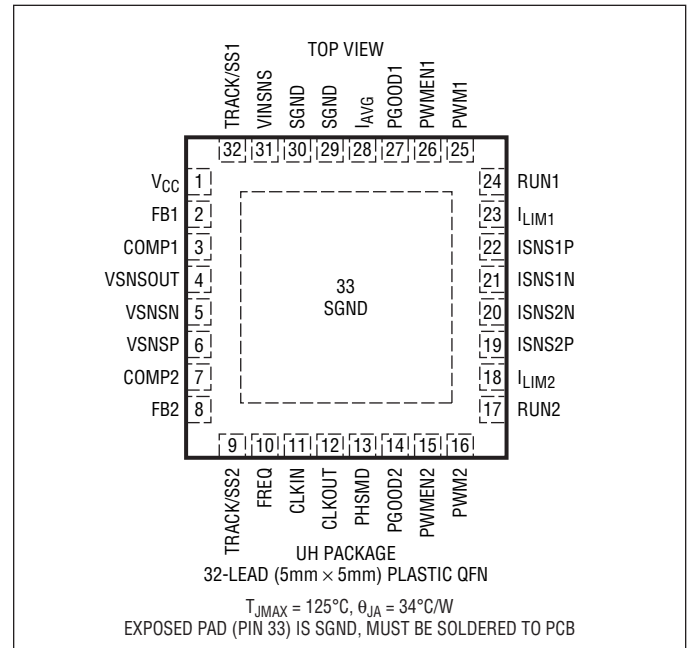 TOP VIEW
TRACK/SS1
VINSNS
SGND
SGND
IAVG
PGOOD1
PWMEN1
PWM1
32 31 30 29 28 27 26 25
VCC 1
FB1 2
COMP1 3
VSNSOUT 4
VSNSN 5
VSNSP 6
COMP2 7
FB2 8
33
SGND
24 RUN1
23 ILIM1
22 ISNS1P
21 ISNS1N
20 ISNS2N
19 ISNS2P
18 ILIM2
17 RUN2
9 10 11 12 13 14 15 16
TRACK/SS2
FREQ
CLKIN
CLKOUT
PHSMD
PGOOD2
PWMEN2
PWM2
UH PACKAGE
32-LEAD (5mm × 5mm) PLASTIC QFN
TJMAX = 125°C, θJA = 34°C/W
EXPOSED PAD (PIN 33) IS SGND, MUST BE SOLDERED TO PCB